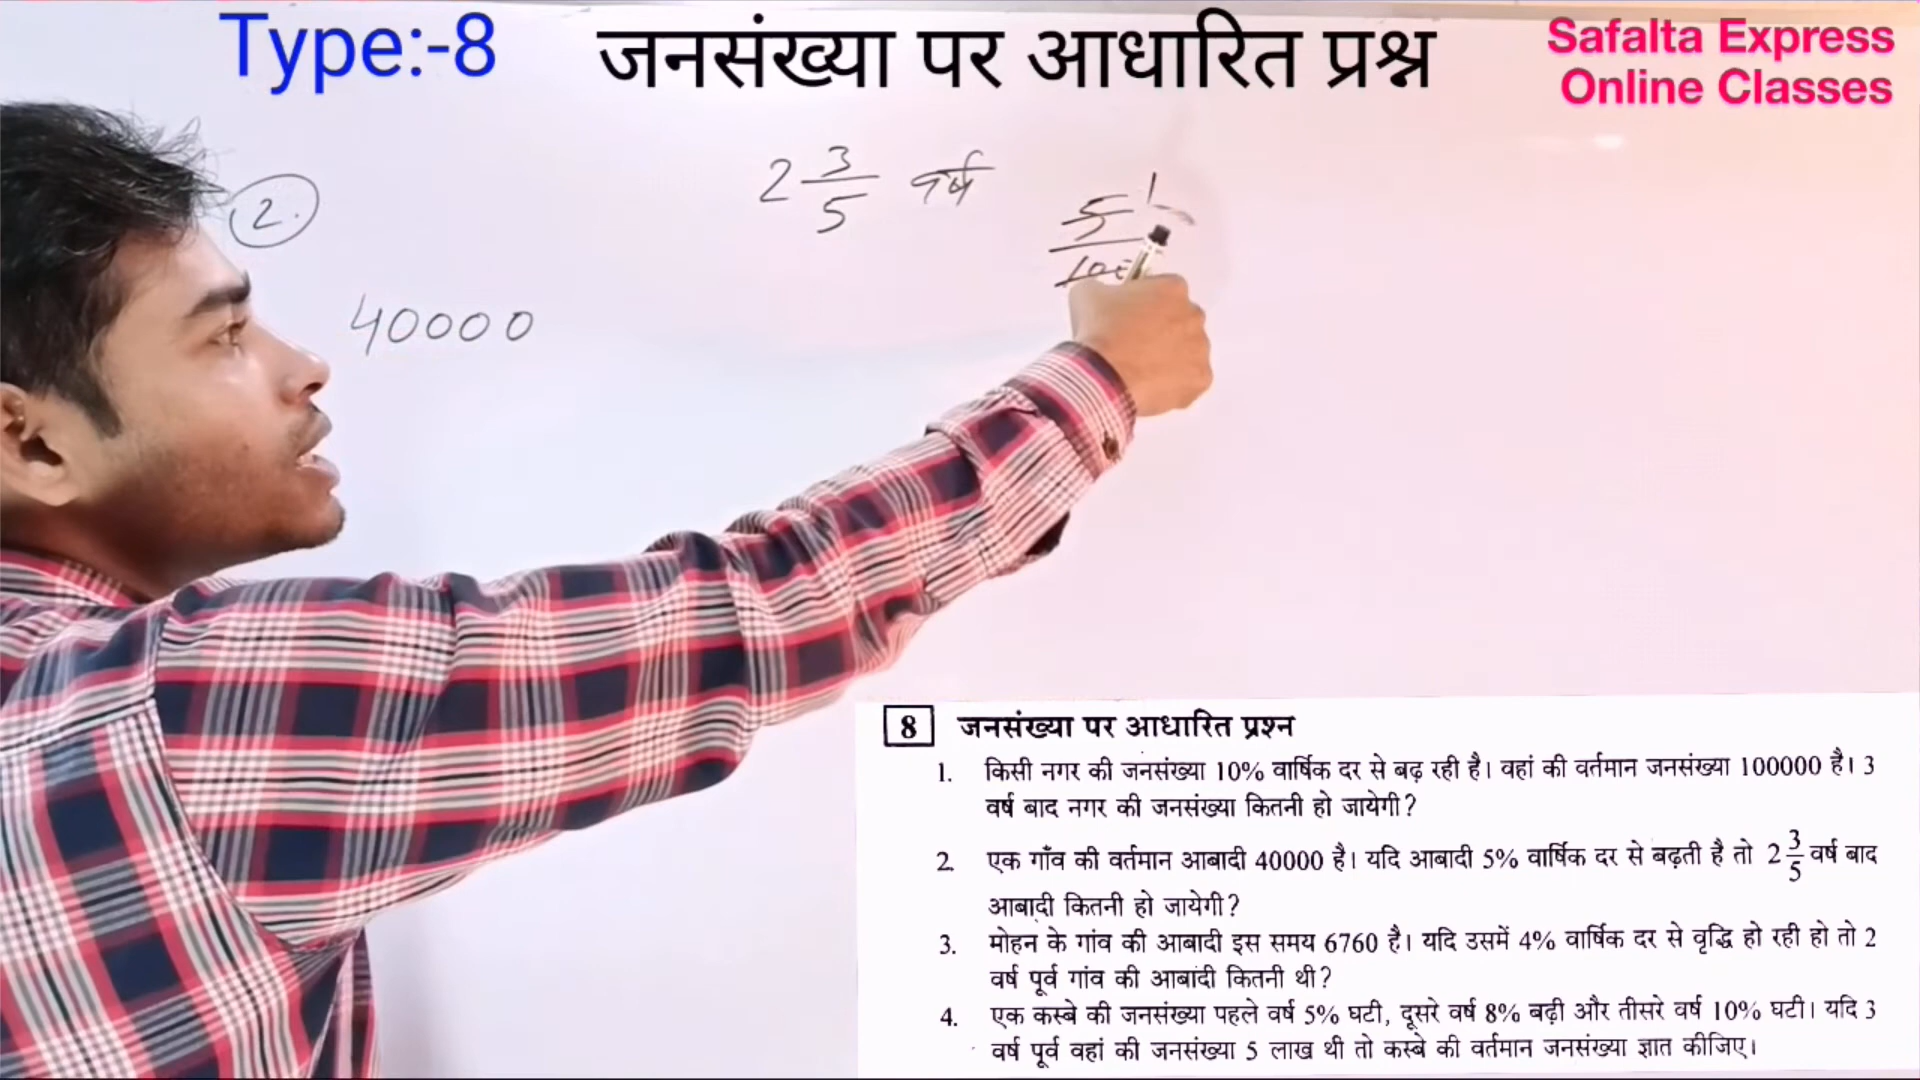 Type:-8 जनसंख्या पर आधारित प्रश्न
Safalta Express
Online Classes
2.
2 3/5 वर्ष
5 1
40000
8 जनसंख्या पर आधारित प्रश्न
1. किसी नगर की जनसंख्या 10% वार्षिक दर से बढ़ रही है। वहां की वर्तमान जनसंख्या 100000 है। 3
वर्ष बाद नगर की जनसंख्या कितनी हो जायेगी?
2. एक गाँव की वर्तमान आबादी 40000 है। यदि आबादी 5% वार्षिक दर से बढ़ती है तो 2 3/5 वर्ष बाद
आबादी कितनी हो जायेगी?
3. मोहन के गांव की आबादी इस समय 6760 है। यदि उसमें 4% वार्षिक दर से वृद्धि हो रही हो तो 2
वर्ष पूर्व गांव की आबादी कितनी थी?
4. एक कस्बे की जनसंख्या पहले वर्ष 5% घटी, दूसरे वर्ष 8% बढ़ी और तीसरे वर्ष 10% घटी। यदि 3
वर्ष पूर्व वहां की जनसंख्या 5 लाख थी तो कस्बे की वर्तमान जनसंख्या ज्ञात कीजिए।